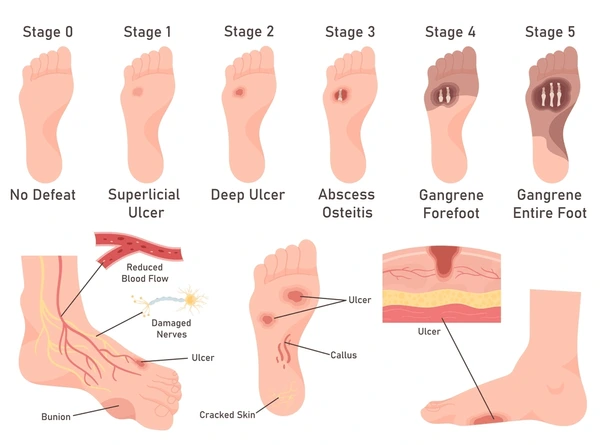 Stage 0
Stage 1
Stage 2
Stage 3
Stage 4
Stage 5
No Defeat
Superlicial
Ulcer
Deep Ulcer
Abscess
Osteitis
Gangrene
Forefoot
Gangrene
Entire Foot
Reduced
Blood Flow
Damaged
Nerves
Ulcer
Bunion
Ulcer
Callus
Cracked Skin
Ulcer